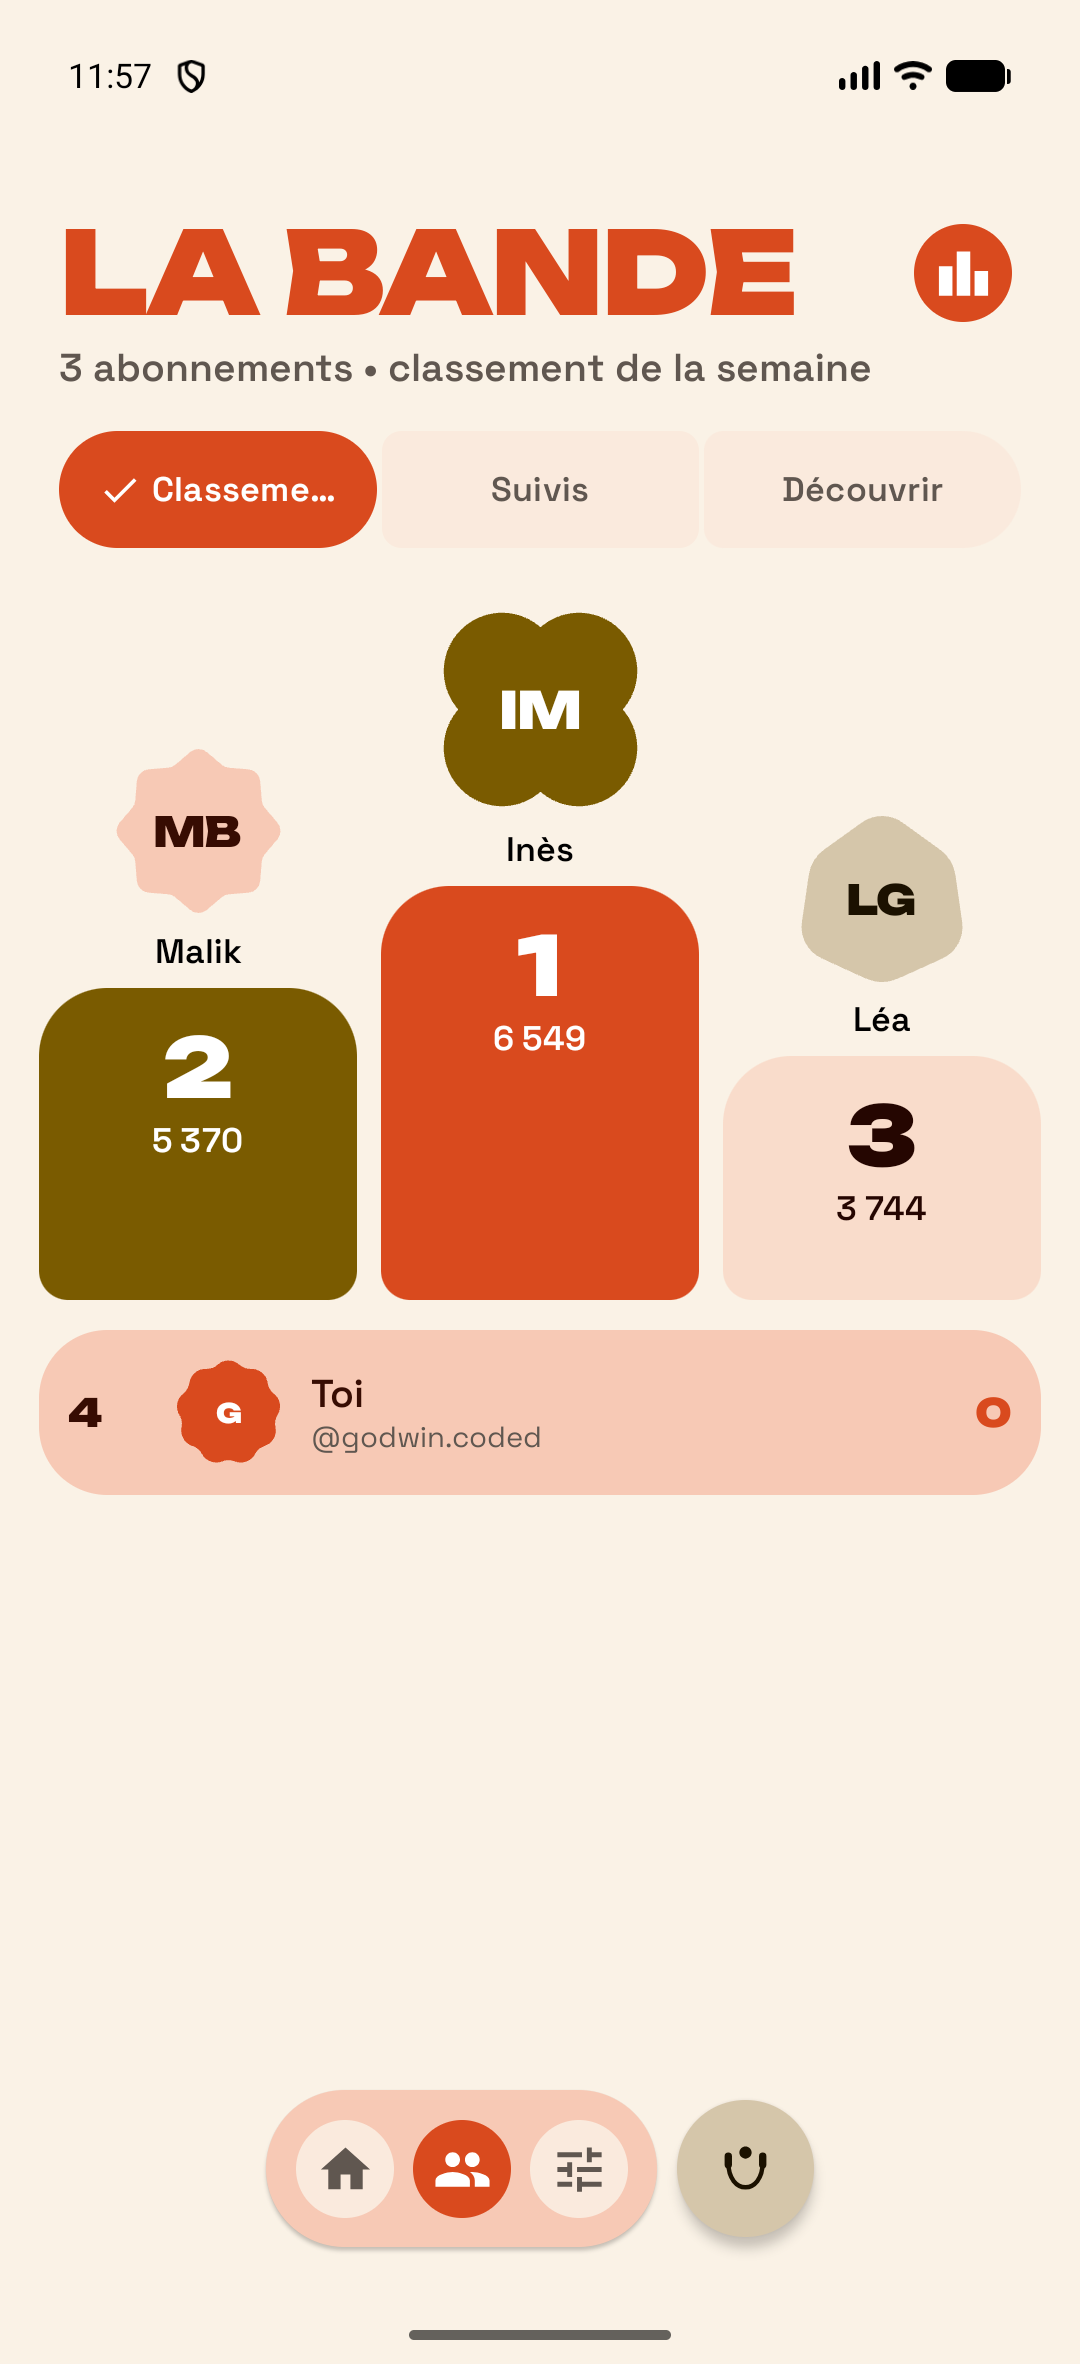 11:57
LA BANDE
3 abonnements • classement de la semaine
Classeme...
Suivis
Découvrir
IM
Inès
MB
Malik
LG
Léa
1
6 549
2
5 370
3
3 744
4
G
Toi
@godwin.coded
0